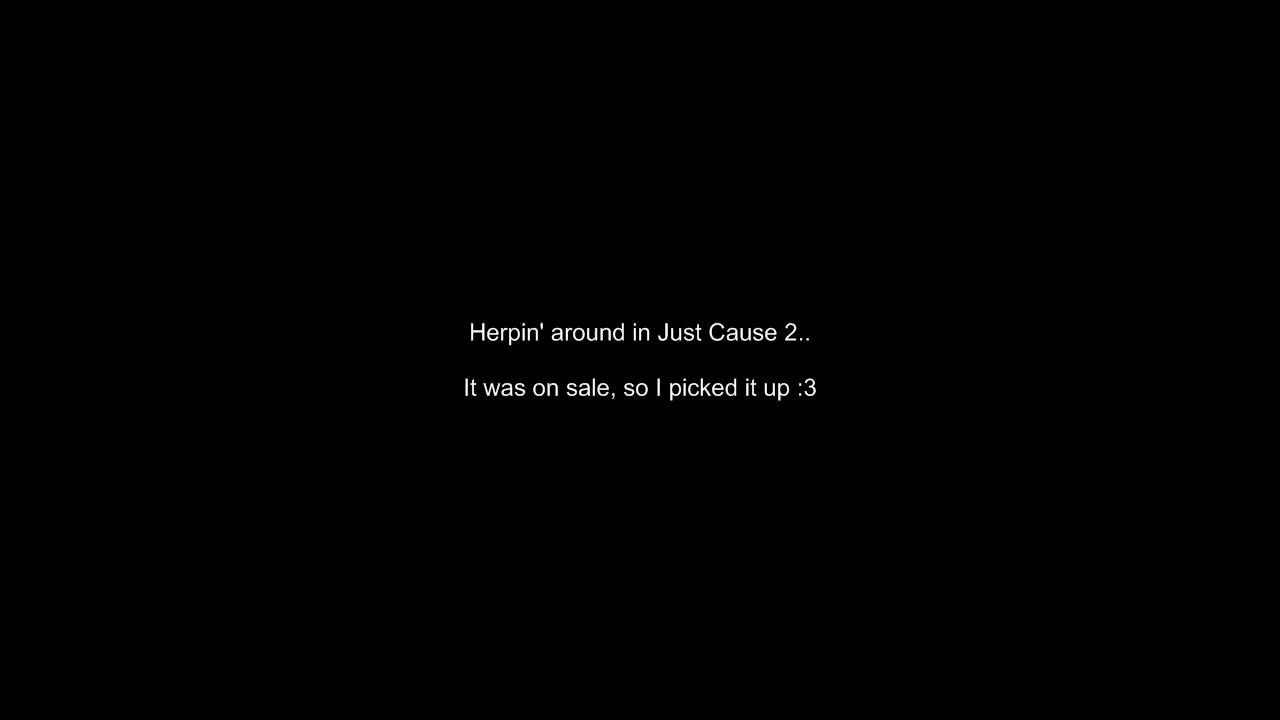 Herpin' around in Just Cause 2..
It was on sale, so I picked it up :3